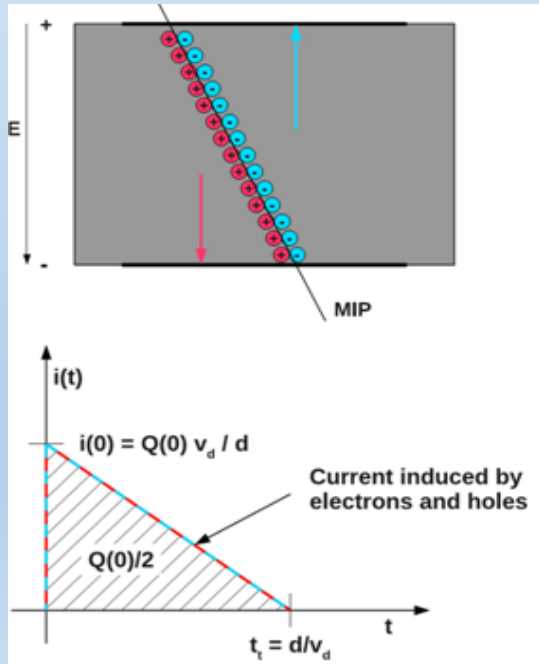 +
E
-
MIP
i(t)
i(0) = Q(0) v_d / d
Current induced by
electrons and holes
Q(0)/2
t
t_t = d/v_d